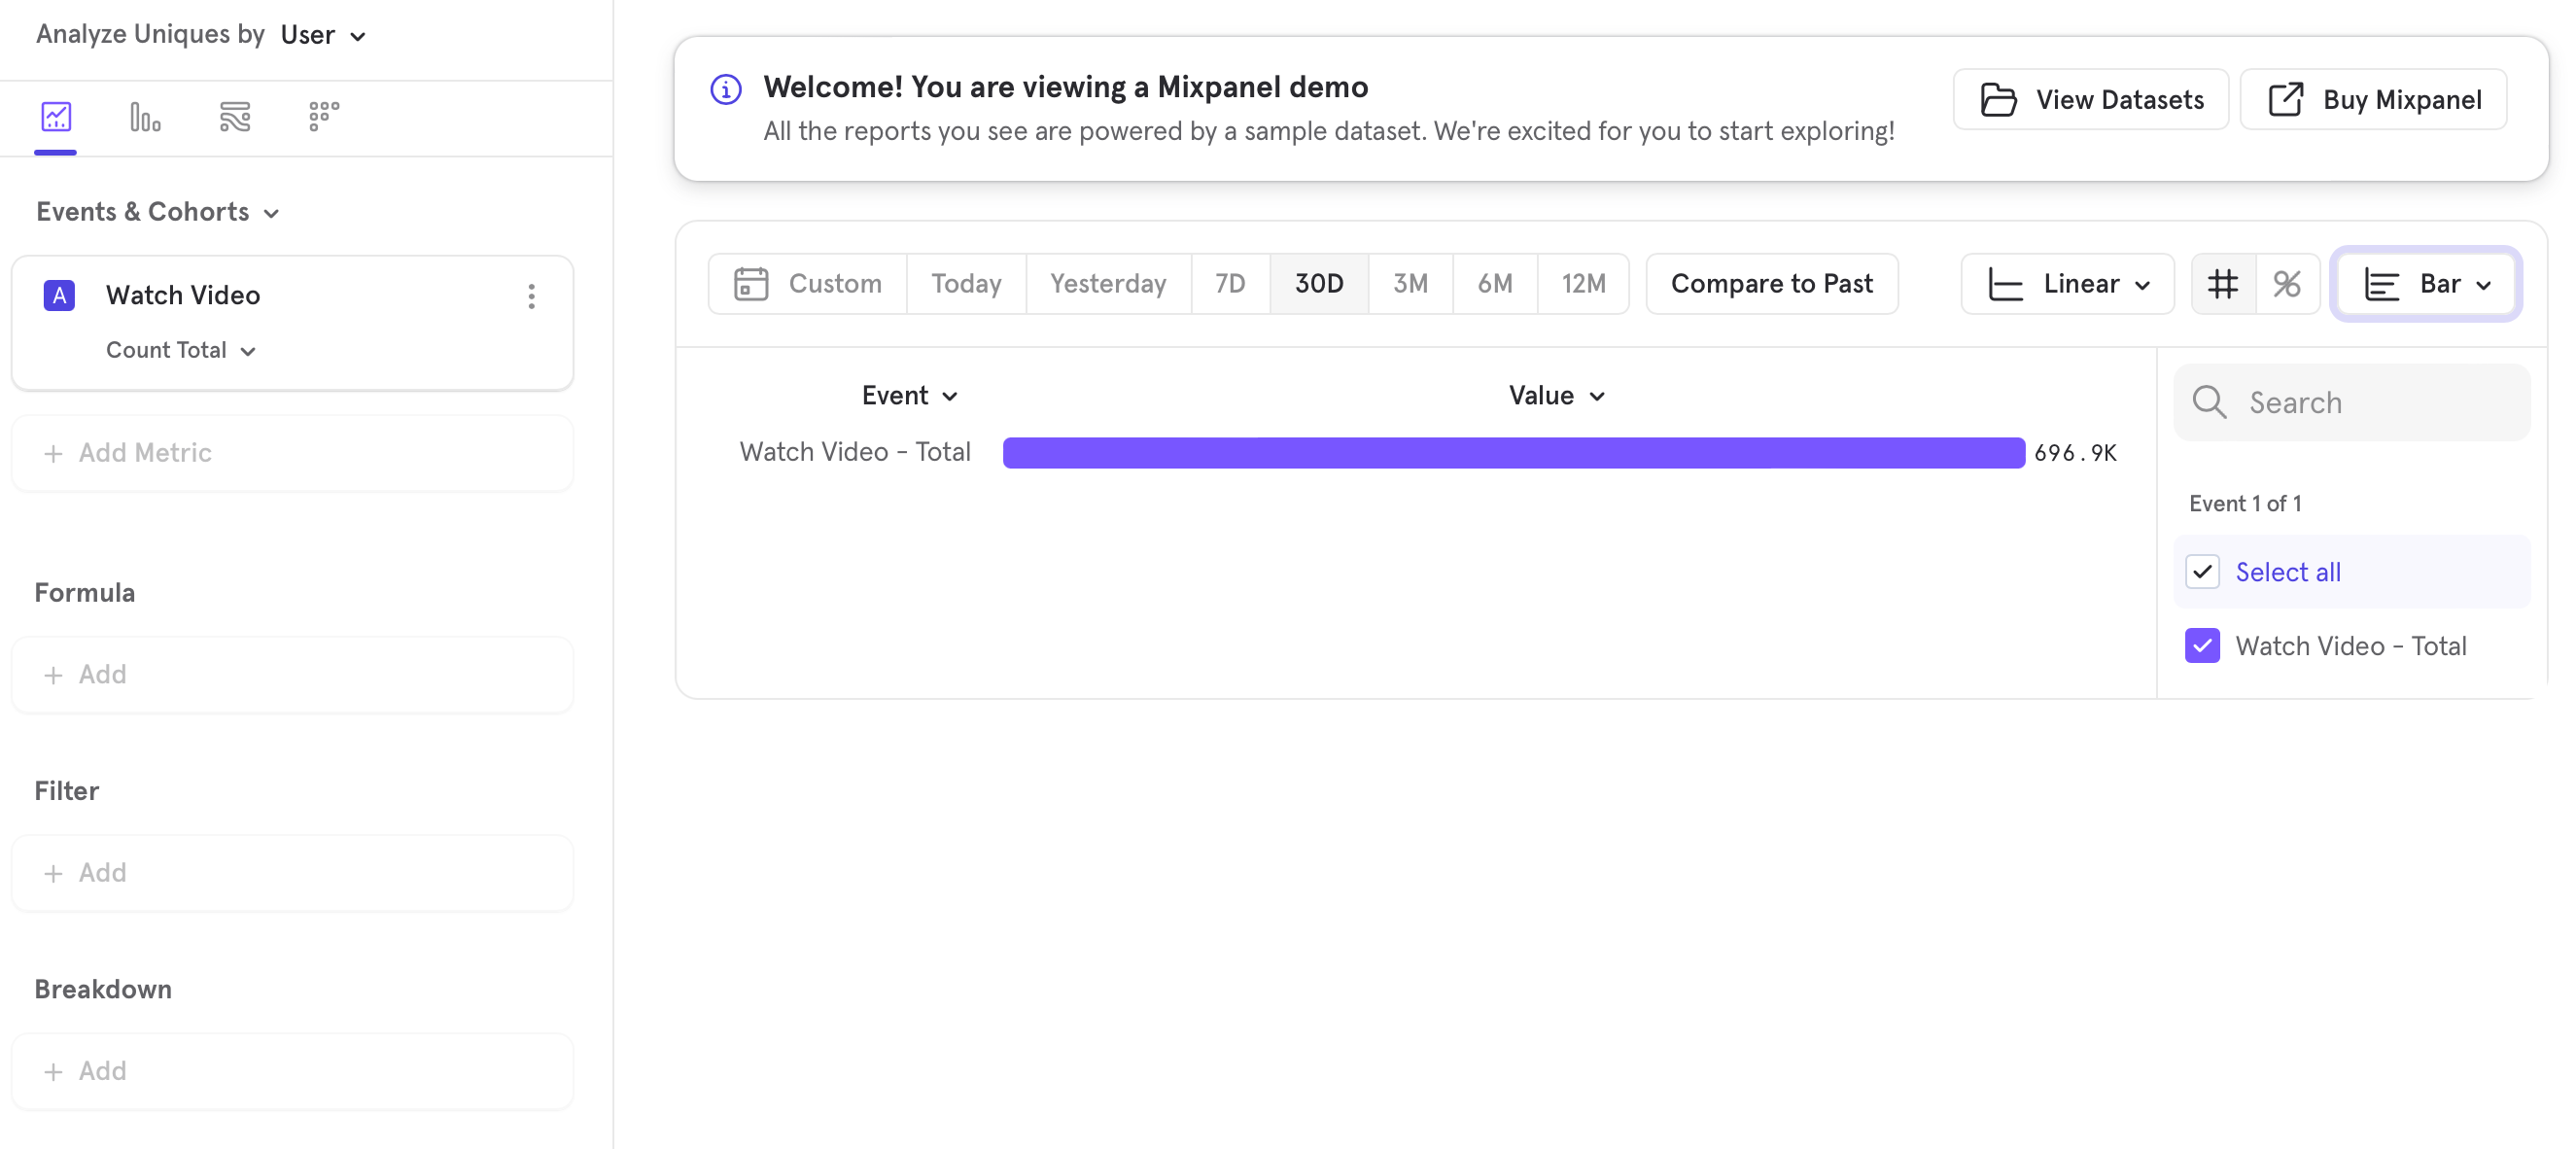 Analyze Uniques by User
Events & Cohorts
A Watch Video
Count Total
+ Add Metric
Formula
+ Add
Filter
+ Add
Breakdown
+ Add
Welcome! You are viewing a Mixpanel demo
All the reports you see are powered by a sample dataset. We're excited for you to start exploring!
View Datasets
Buy Mixpanel
Custom Today Yesterday 7D 30D 3M 6M 12M Compare to Past Linear # % Bar
Event Value
Watch Video - Total 696.9K
Search
Event 1 of 1
Select all
Watch Video - Total